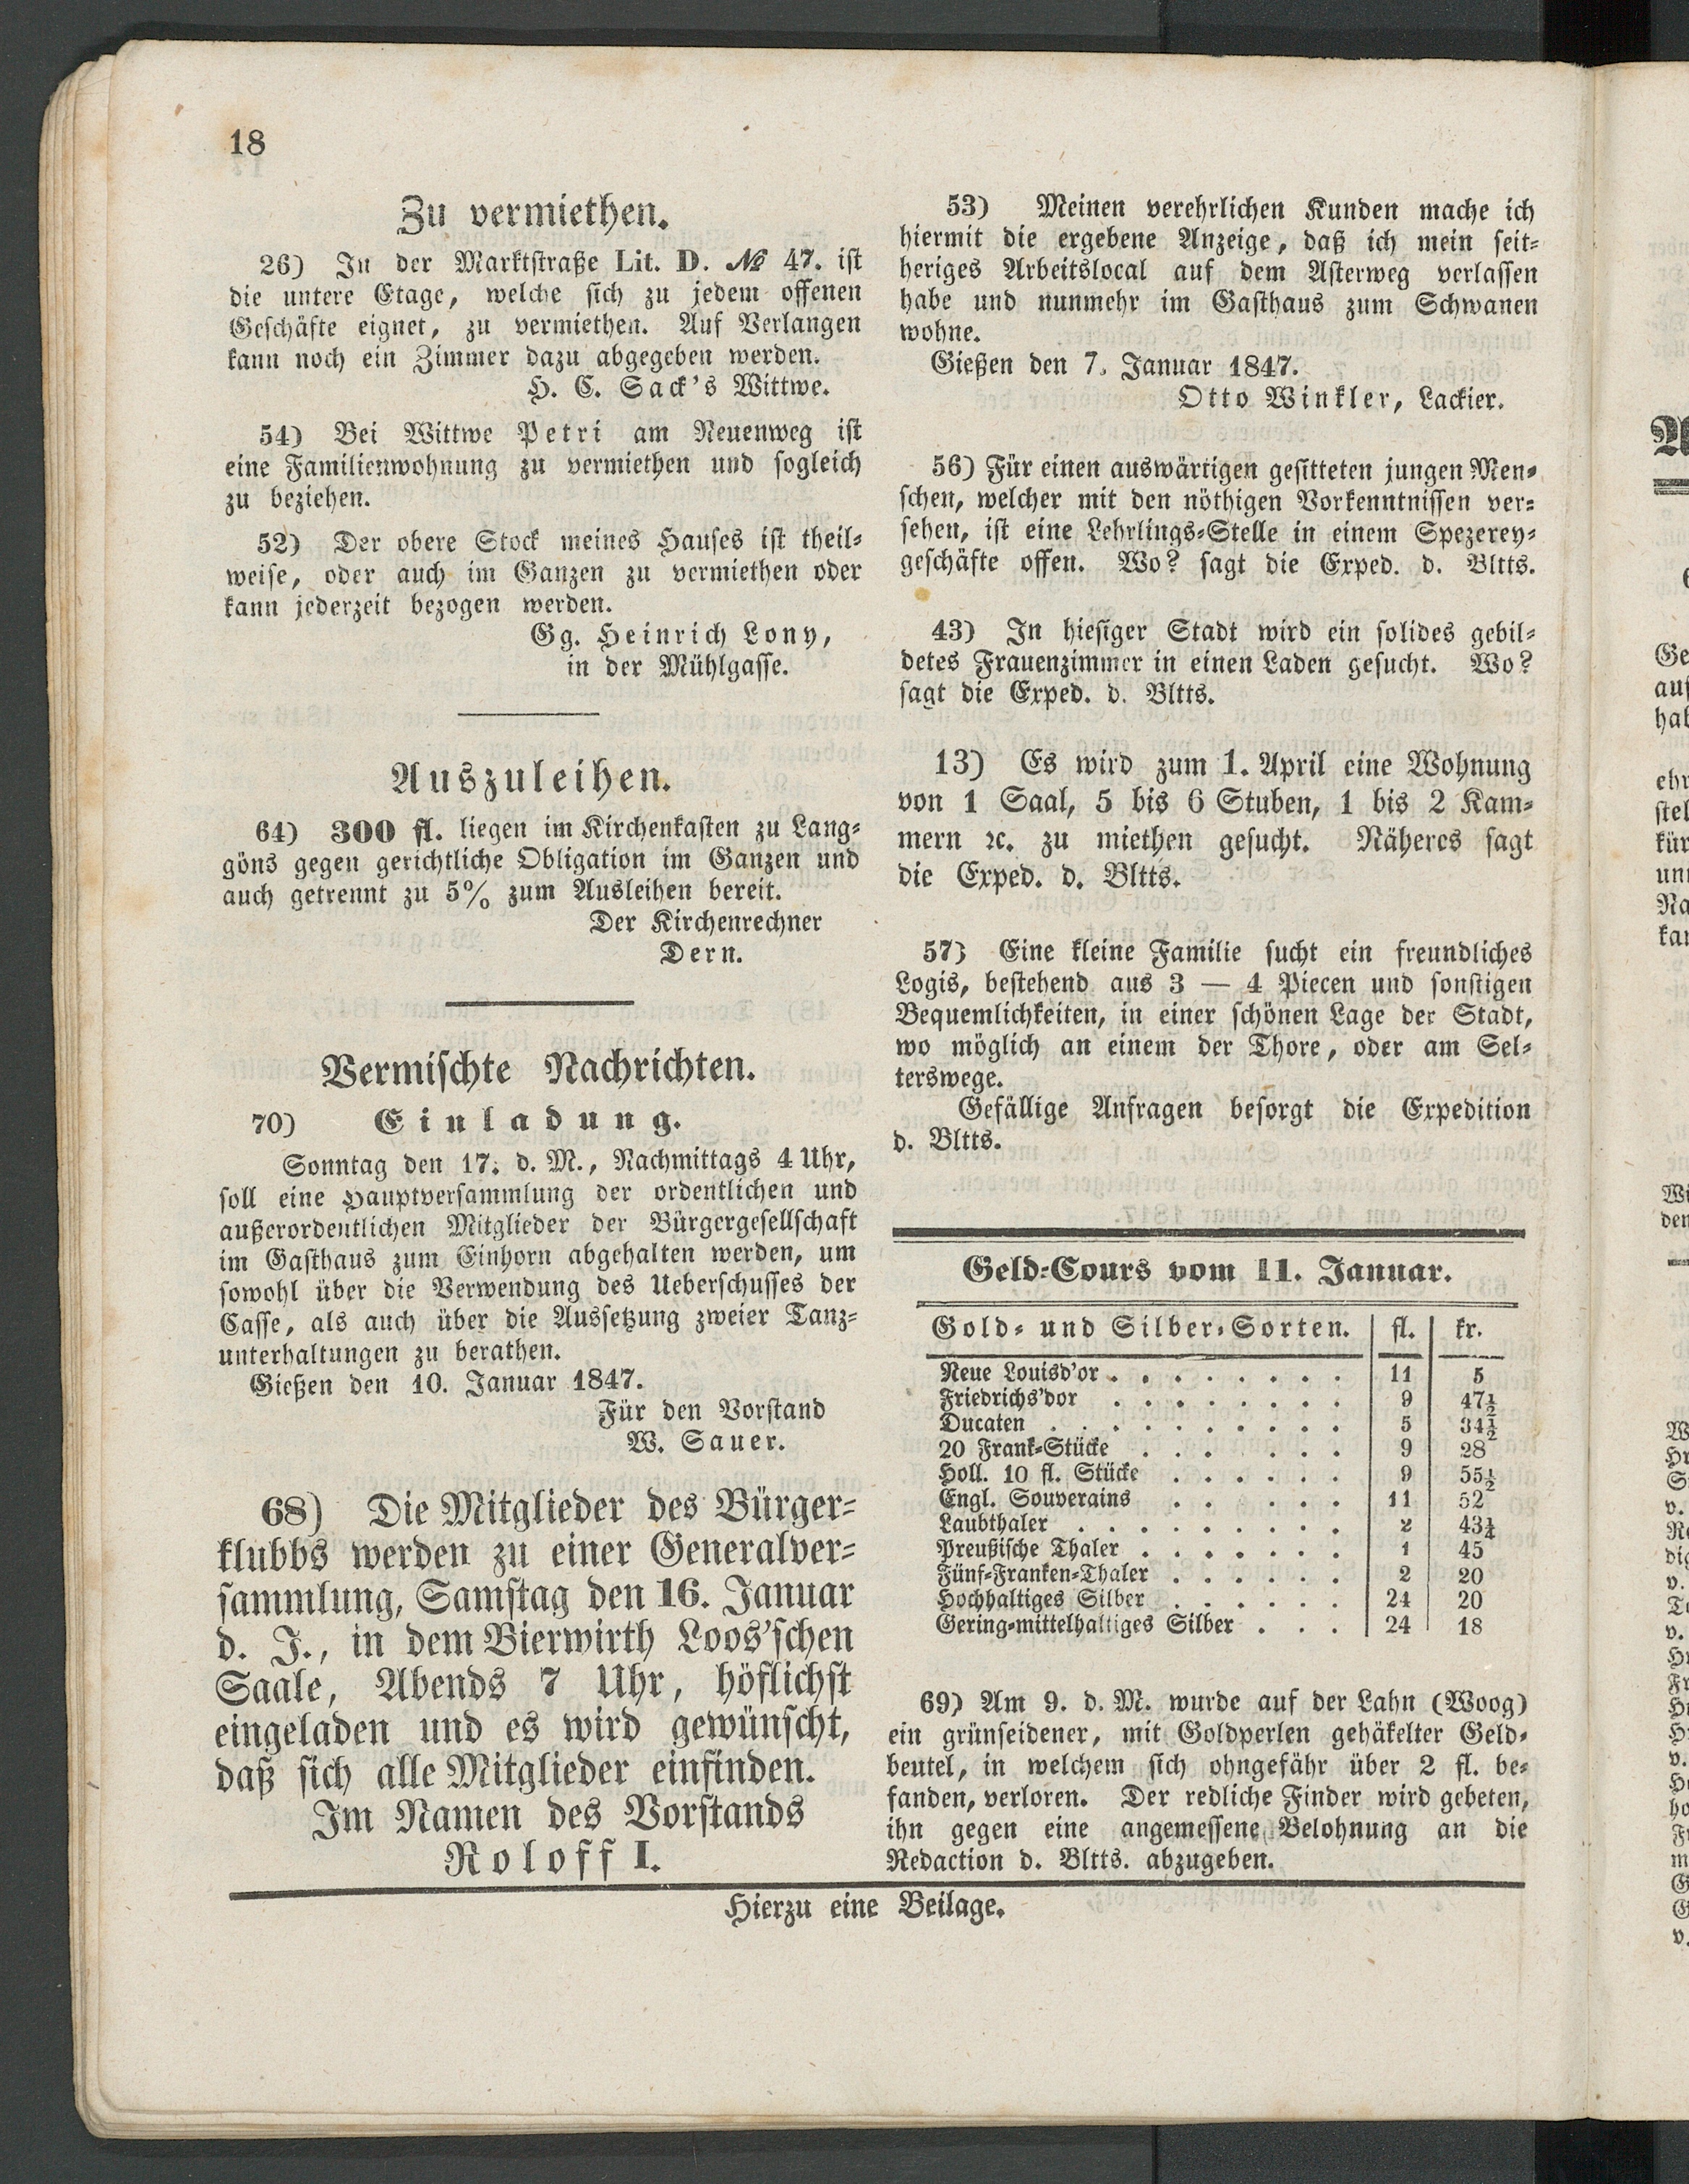 18
Zu vermiethen.
26) In der Marktstraße Lit. D. № 47. ist
die untere Etage, welche sich zu jedem offenen
Geschäfte eignet, zu vermiethen. Auf Verlangen
kann noch ein Zimmer dazu abgegeben werden.
H. C. Sack's Wittwe.
54) Bei Wittwe Petri am Neuenweg ist
eine Familienwohnung zu vermiethen und sogleich
zu beziehen.
52) Der obere Stock meines Hauses ist theil-
weise, oder auch im Ganzen zu vermiethen oder
kann jederzeit bezogen werden.
Gg. Heinrich Lony,
in der Mühlgasse.
Auszuleihen.
64) 300 fl. liegen im Kirchenkasten zu Lang-
göns gegen gerichtliche Obligation im Ganzen und
auch getrennt zu 5% zum Ausleihen bereit.
Der Kirchenrechner
Dern.
Vermischte Nachrichten.
70) Einladung.
Sonntag den 17. d. M., Nachmittags 4 Uhr,
soll eine Hauptversammlung der ordentlichen und
außerordentlichen Mitglieder der Bürgergesellschaft
im Gasthaus zum Einhorn abgehalten werden, um
sowohl über die Verwendung des Ueberschusses der
Casse, als auch über die Aussetzung zweier Tanz-
unterhaltungen zu berathen.
Gießen den 10. Januar 1847.
Für den Vorstand
W. Sauer.
68) Die Mitglieder des Bürger-
klubbs werden zu einer Generalver-
sammlung, Samstag den 16. Januar
d. J., in dem Bierwirth Loos'schen
Saale, Abends 7 Uhr, höflichst
eingeladen und es wird gewünscht,
daß sich alle Mitglieder einfinden.
Im Namen des Vorstands
Roloff I.
53) Meinen verehrlichen Kunden mache ich
hiermit die ergebene Anzeige, daß ich mein seit-
heriges Arbeitslocal auf dem Asterweg verlassen
habe und nunmehr im Gasthaus zum Schwanen
wohne.
Gießen den 7. Januar 1847.
Otto Winkler, Lackier.
56) Für einen auswärtigen gesitteten jungen Men-
schen, welcher mit den nöthigen Vorkenntnissen ver-
sehen, ist eine Lehrlings-Stelle in einem Spezerey-
geschäfte offen. Wo? sagt die Exped. d. Bltts.
43) In hiesiger Stadt wird ein solides gebil-
detes Frauenzimmer in einen Laden gesucht. Wo?
sagt die Exped. d. Bltts.
13) Es wird zum 1. April eine Wohnung
von 1 Saal, 5 bis 6 Stuben, 1 bis 2 Kam-
mern ꝛc. zu miethen gesucht. Näheres sagt
die Exped. d. Bltts.
57) Eine kleine Familie sucht ein freundliches
Logis, bestehend aus 3 — 4 Piecen und sonstigen
Bequemlichkeiten, in einer schönen Lage der Stadt,
wo möglich an einem der Thore, oder am Sel-
terswege.
Gefällige Anfragen besorgt die Expedition
d. Bltts.
Geld-Cours vom 11. Januar.
Gold- und Silber-Sorten. fl. kr.
Neue Louisd'or . . . . . . . . 11 5
Friedrichs'dor . . . . . . . . 9 47½
Ducaten . . . . . . . . . . 5 34½
20 Frank-Stücke . . . . . . . 9 28
Holl. 10 fl. Stücke . . . . . . 9 55½
Engl. Souverains . . . . . . 11 52
Laubthaler . . . . . . . . . 2 43¼
Preußische Thaler . . . . . . . 1 45
Fünf-Franken-Thaler . . . . . . 2 20
Hochhaltiges Silber . . . . . . 24 20
Gering-mittelhaltiges Silber . . . 24 18
69) Am 9. d. M. wurde auf der Lahn (Woog)
ein grünseidener, mit Goldperlen gehäkelter Geld-
beutel, in welchem sich ohngefähr über 2 fl. be-
fanden, verloren. Der redliche Finder wird gebeten,
ihn gegen eine angemessene Belohnung an die
Redaction d. Bltts. abzugeben.
Hierzu eine Beilage.